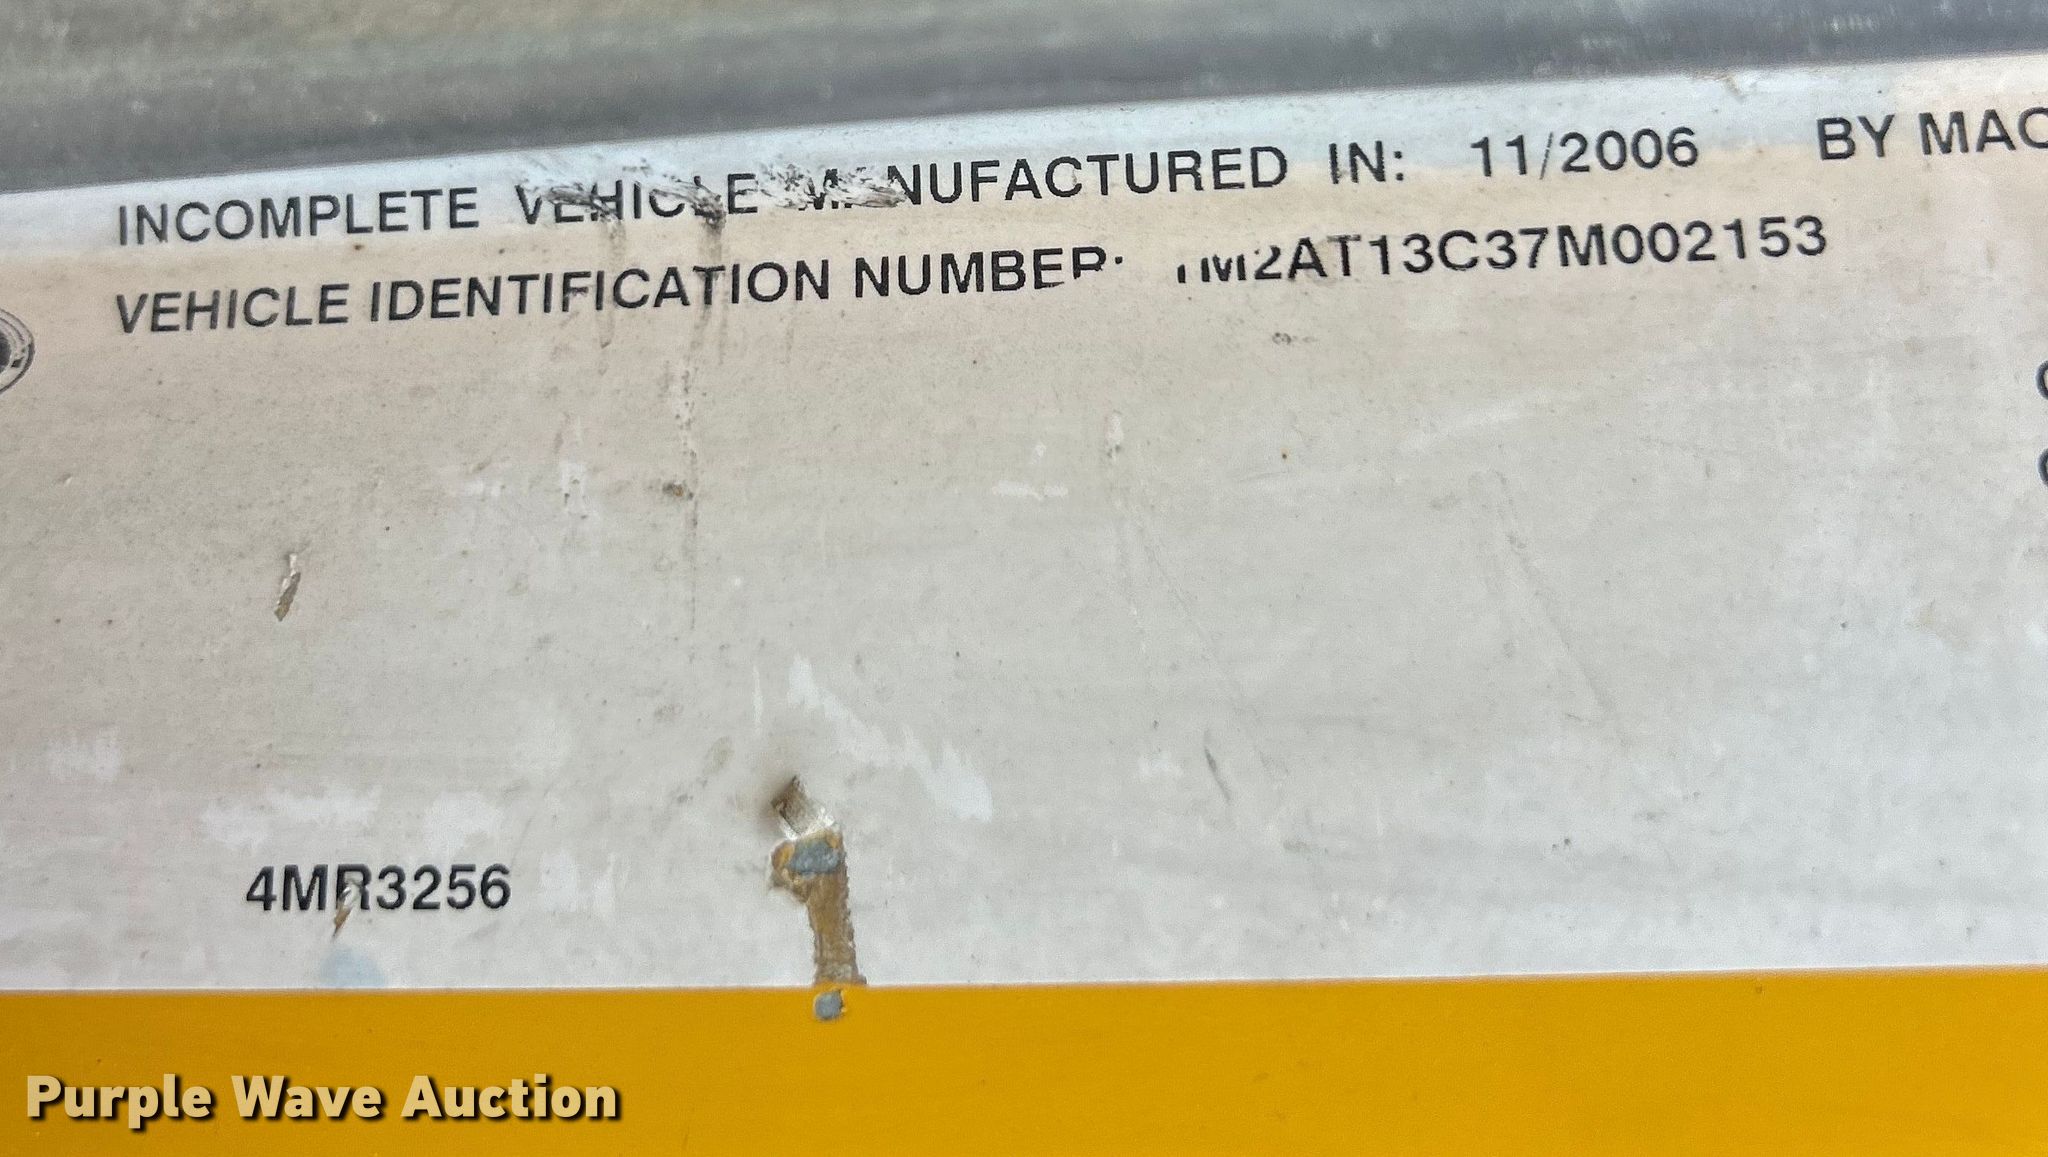 INCOMPLETE VEHICLE MANUFACTURED IN: 11/2006 BY MAC
VEHICLE IDENTIFICATION NUMBER: 1M2AT13C37M002153
4MR3256
Purple Wave Auction